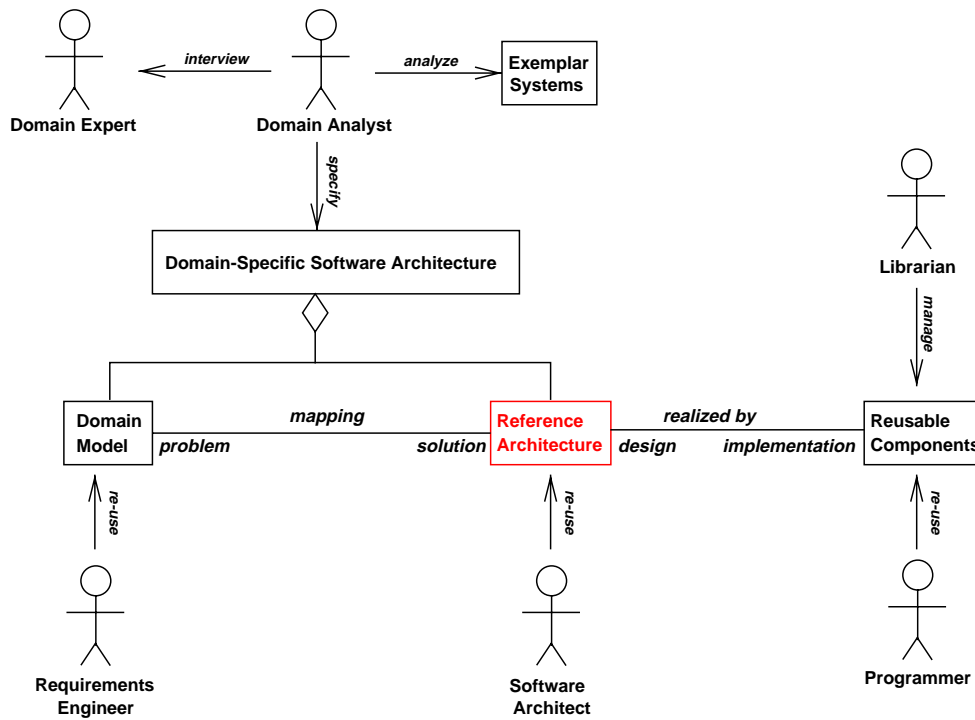 interview
analyze
Exemplar
Systems
Domain Expert
Domain Analyst
specify
Domain-Specific Software Architecture
Librarian
manage
Domain
Model
mapping
problem
solution
Reference
Architecture
realized by
design
implementation
Reusable
Components
re-use
re-use
re-use
Requirements
Engineer
Software
Architect
Programmer